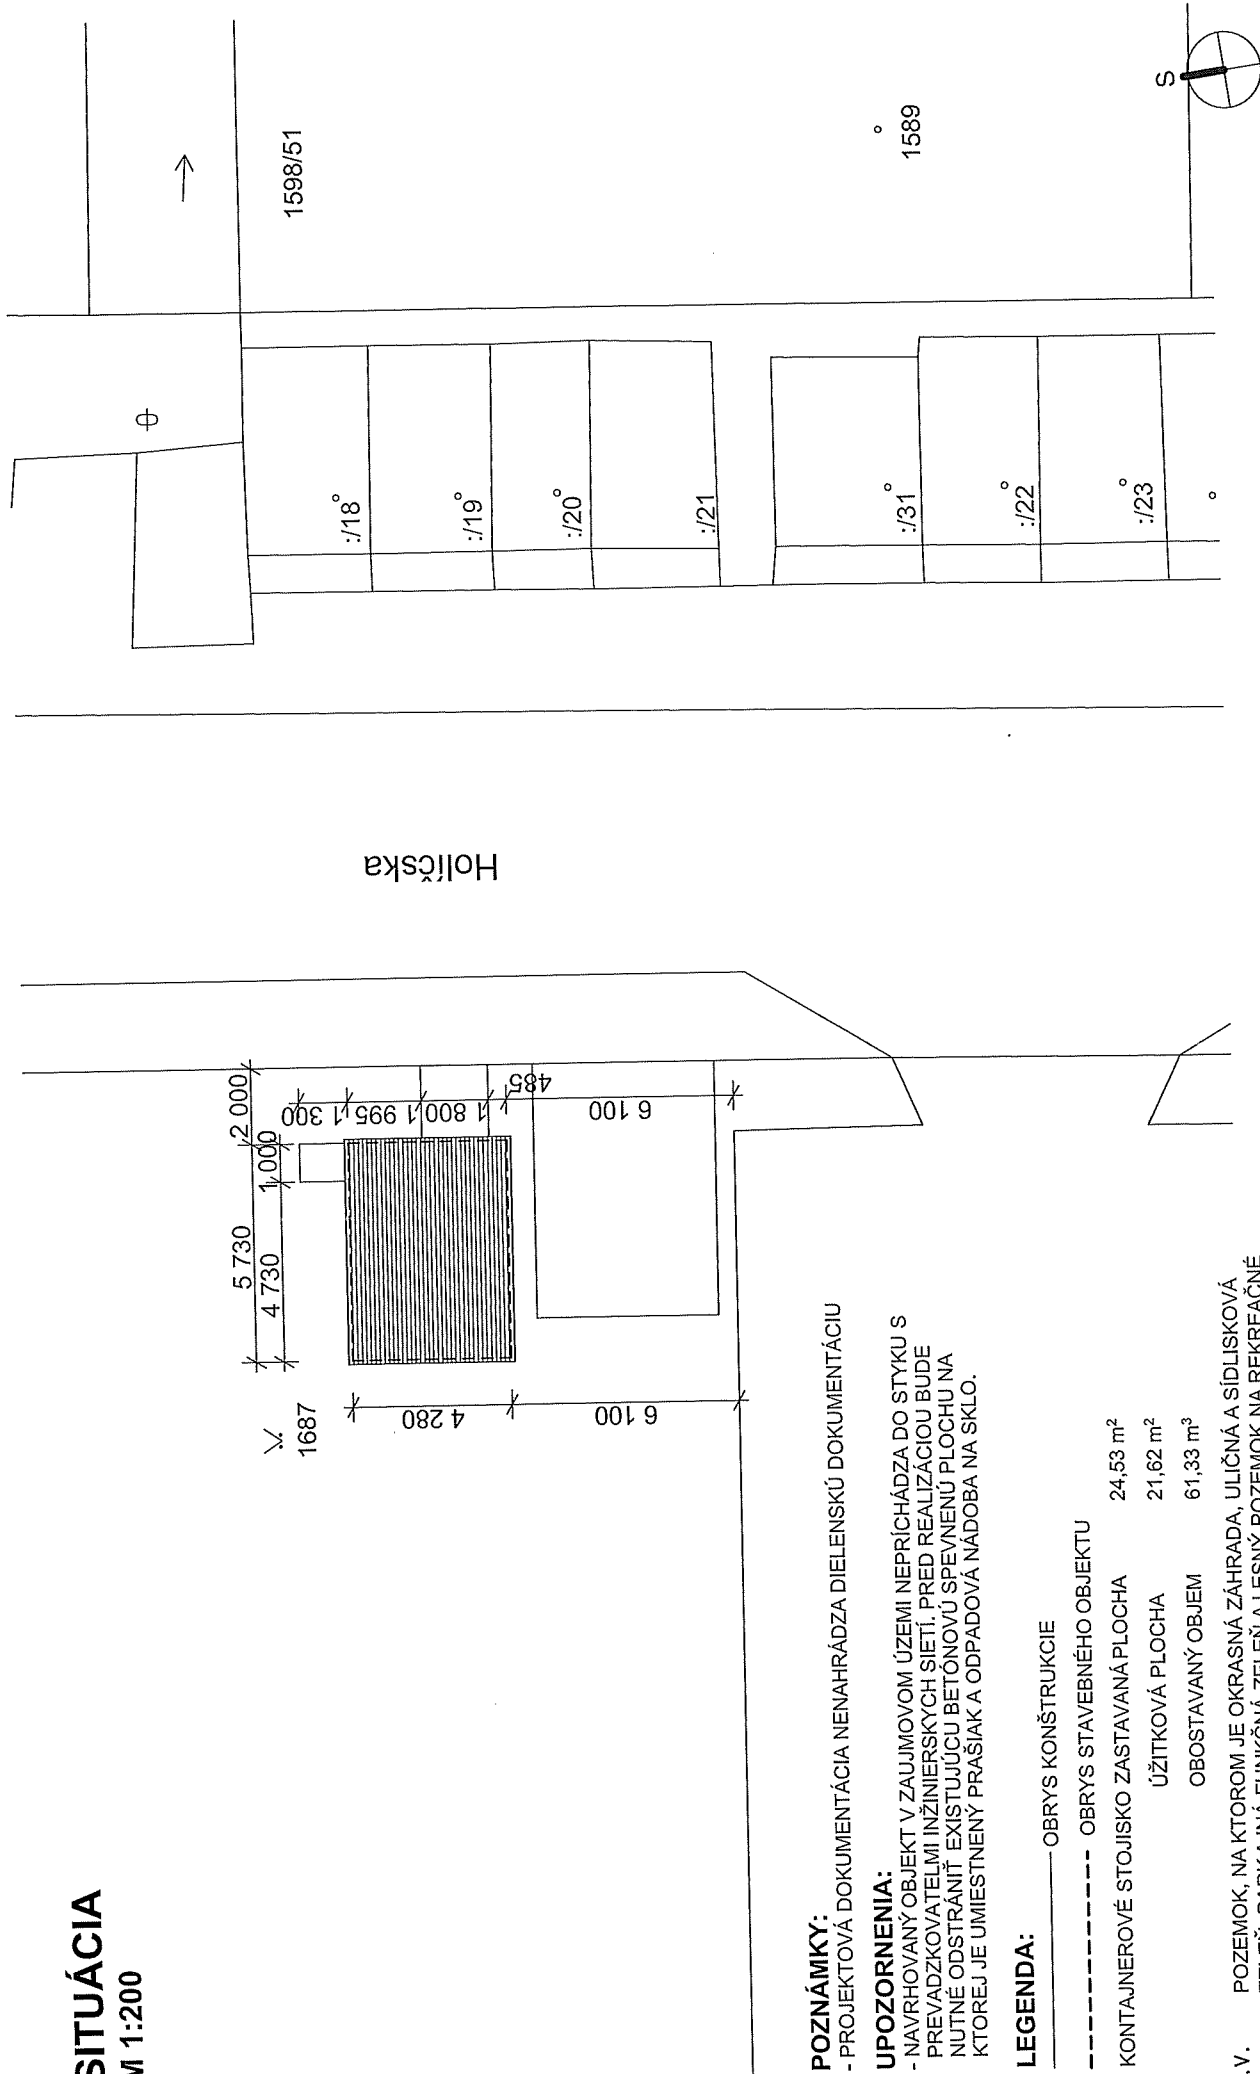 SITUÁCIA
M 1:200
5 730
4 730
1 000
2 000
1 300
1 995
1 800
485
6 100
4 280
6 100
1687
Holíčska
:/18
:/19
:/20
:/21
:/31
:/22
:/23
1598/51
1589
S
POZNÁMKY:
- PROJEKTOVÁ DOKUMENTÁCIA NENAHRÁDZA DIELENSKÚ DOKUMENTÁCIU
UPOZORNENIA:
- NAVRHOVANÝ OBJEKT V ZAUJMOVOM ÚZEMI NEPRÍCHÁDZA DO STYKU S
PREVADZKOVATELMI INŽINIERSKYCH SIETÍ. PRED REALIZÁCIOU BUDE
NUTNÉ ODSTRÁNIŤ EXISTUJÚCU BETÓNOVÚ SPEVNENÚ PLOCHU NA
KTOREJ JE UMIESTNENÝ PRAŠIAK A ODPADOVÁ NÁDOBA NA SKLO.
LEGENDA:
OBRYS KONŠTRUKCIE
OBRYS STAVEBNÉHO OBJEKTU
KONTAJNEROVÉ STOJISKO ZASTAVANÁ PLOCHA 24,53 m²
ÚŽITKOVÁ PLOCHA 21,62 m²
OBOSTAVANÝ OBJEM 61,33 m³
.V. POZEMOK, NA KTOROM JE OKRASNÁ ZÁHRADA, ULIČNÁ A SÍDLISKOVÁ